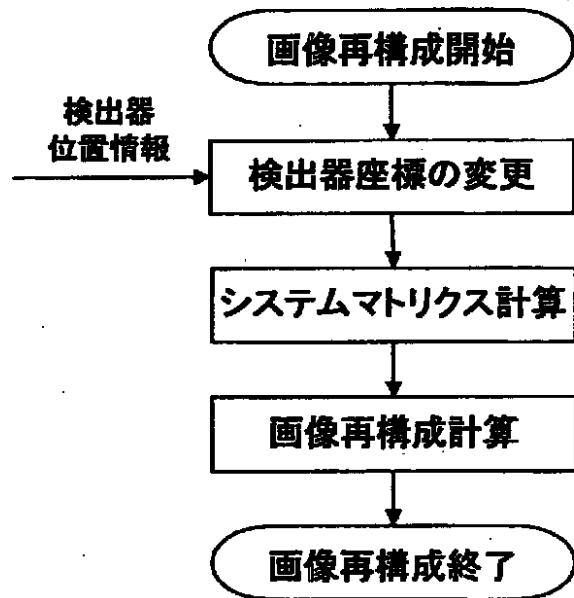 画像再構成開始
検出器
位置情報
検出器座標の変更
システムマトリクス計算
画像再構成計算
画像再構成終了